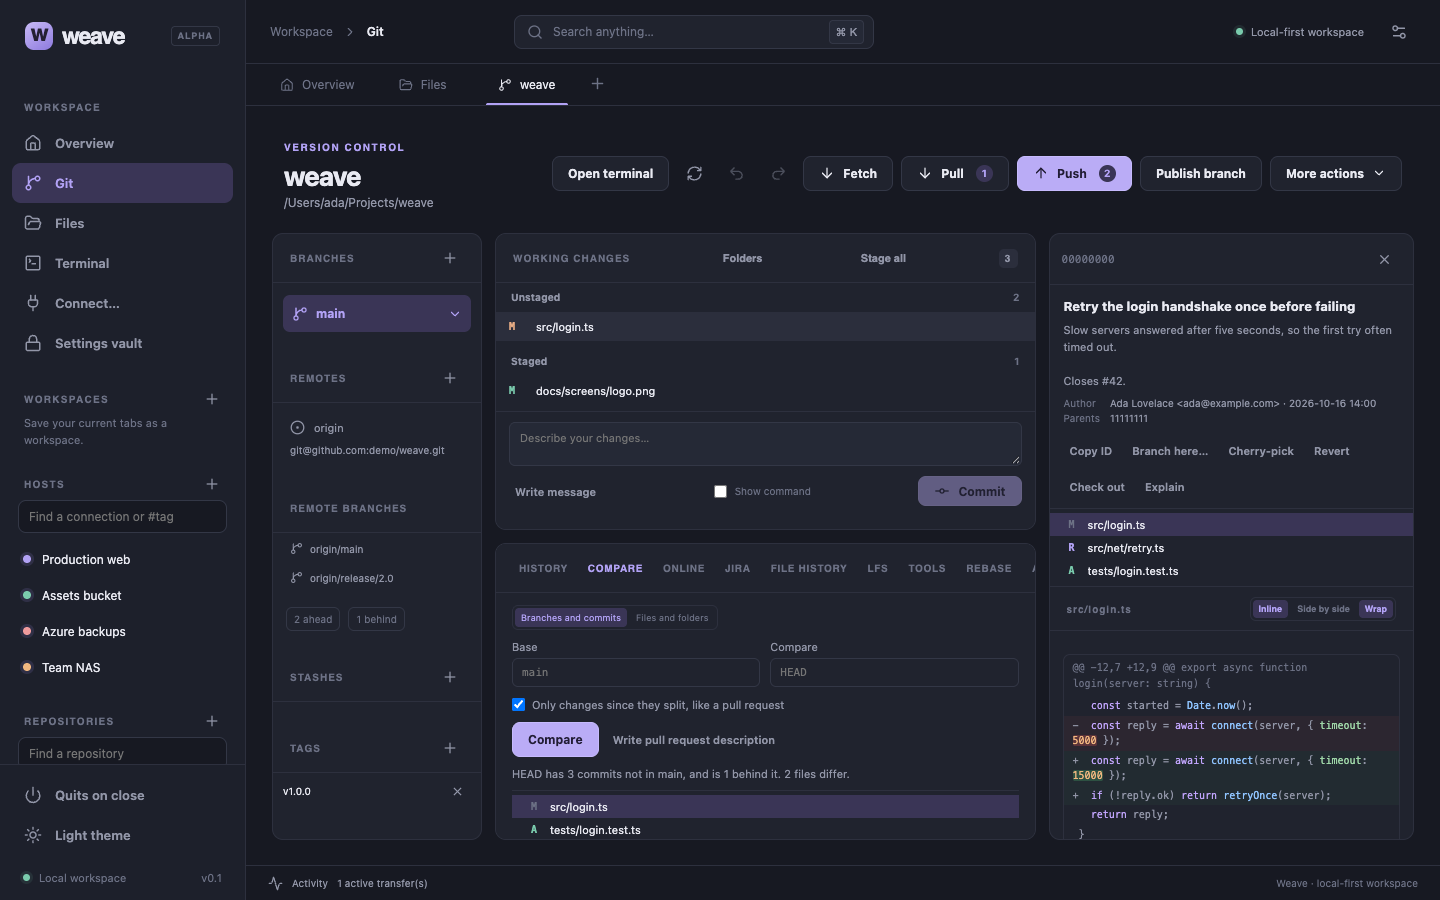 W weave ALPHA
WORKSPACE
Overview
Git
Files
Terminal
Connect...
Settings vault
WORKSPACES
Save your current tabs as a
workspace.
HOSTS
Find a connection or #tag
Production web
Assets bucket
Azure backups
Team NAS
REPOSITORIES
Find a repository
Quits on close
Light theme
Local workspace v0.1
Workspace > Git
Search anything... ⌘ K
Local-first workspace
Overview Files weave
VERSION CONTROL
weave
/Users/ada/Projects/weave
Open terminal Fetch Pull 1 Push 2 Publish branch More actions
BRANCHES
main
REMOTES
origin
git@github.com:demo/weave.git
REMOTE BRANCHES
origin/main
origin/release/2.0
2 ahead 1 behind
STASHES
TAGS
v1.0.0
WORKING CHANGES Folders Stage all 3
Unstaged 2
M src/login.ts
Staged 1
M docs/screens/logo.png
Describe your changes...
Write message Show command Commit
HISTORY COMPARE ONLINE JIRA FILE HISTORY LFS TOOLS REBASE
Branches and commits Files and folders
Base Compare
main HEAD
Only changes since they split, like a pull request
Compare Write pull request description
HEAD has 3 commits not in main, and is 1 behind it. 2 files differ.
M src/login.ts
A tests/login.test.ts
00000000
Retry the login handshake once before failing
Slow servers answered after five seconds, so the first try often
timed out.
Closes #42.
Author Ada Lovelace <ada@example.com> · 2026-10-16 14:00
Parents 11111111
Copy ID Branch here... Cherry-pick Revert
Check out Explain
M src/login.ts
R src/net/retry.ts
A tests/login.test.ts
src/login.ts Inline Side by side Wrap
@@ -12,7 +12,9 @@ export async function
login(server: string) {
const started = Date.now();
- const reply = await connect(server, { timeout:
5000 });
+ const reply = await connect(server, { timeout:
15000 });
+ if (!reply.ok) return retryOnce(server);
return reply;
}
Activity 1 active transfer(s)
Weave · local-first workspace